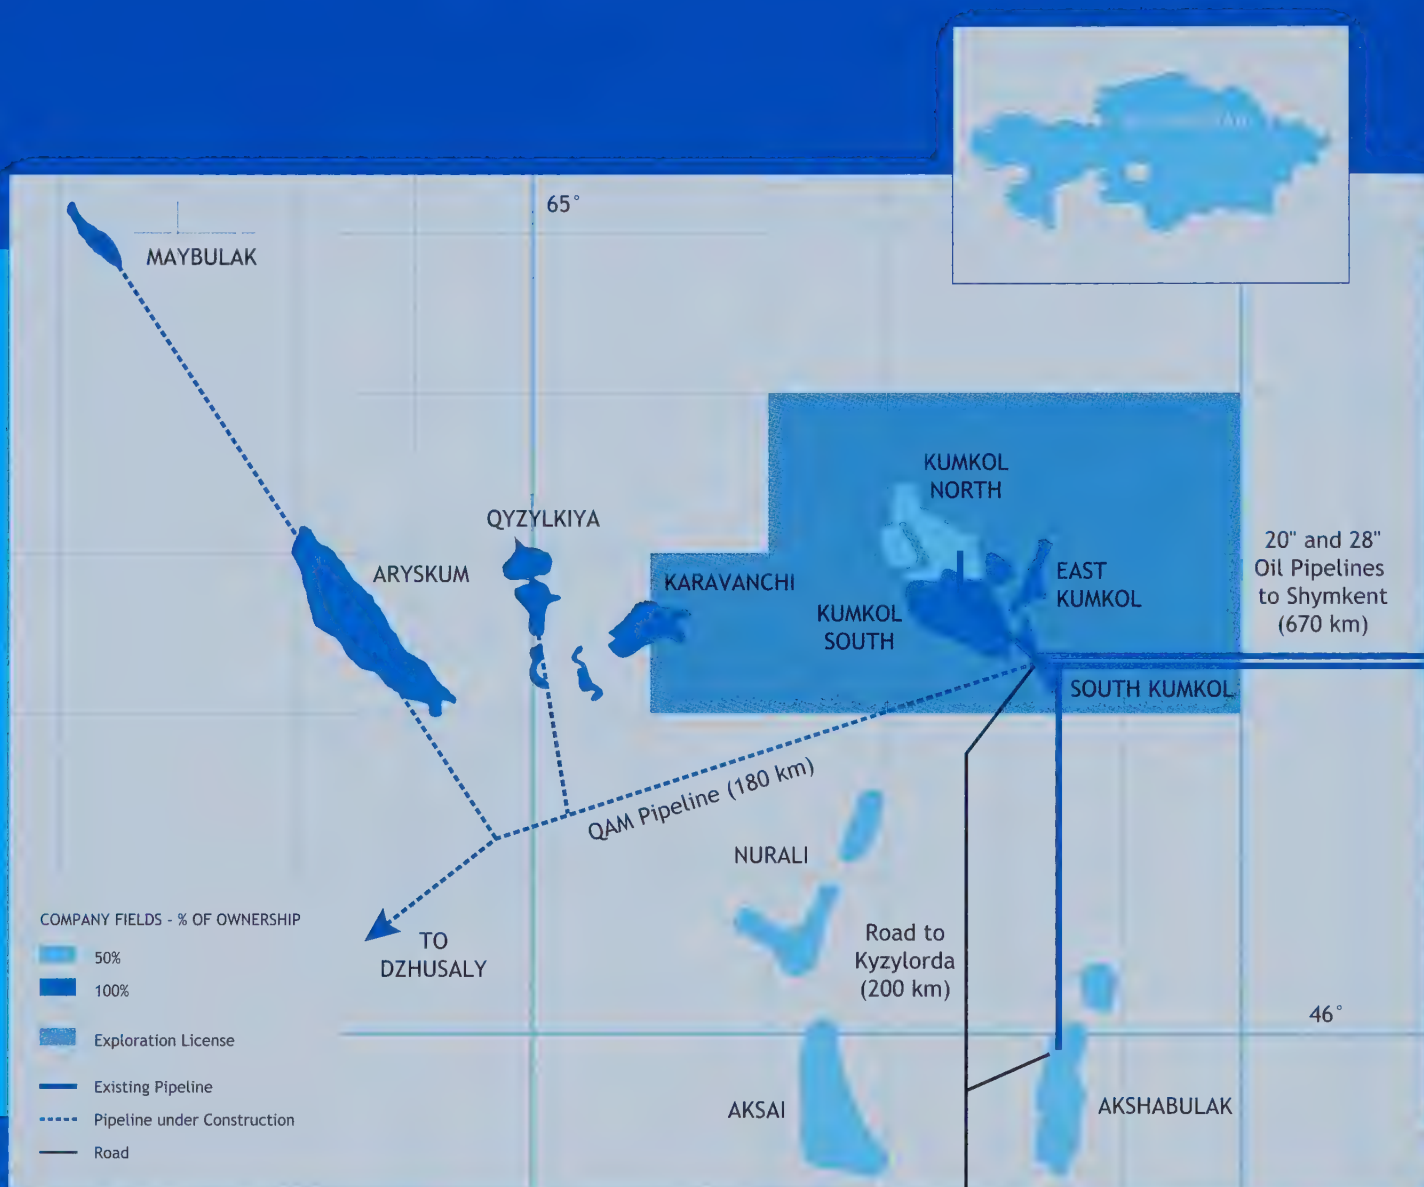 65°
MAYBULAK
KUMKOL
NORTH
QYZYLKIYA
20" and 28"
Oil Pipelines
to Shymkent
(670 km)
ARYSKUM
KARAVANCHI
EAST
KUMKOL
KUMKOL
SOUTH
SOUTH KUMKOL
QAM Pipeline (180 km)
NURALI
COMPANY FIELDS - % OF OWNERSHIP
50%
100%
Exploration License
Existing Pipeline
Pipeline under Construction
Road
TO
DZHUSALY
Road to
Kyzylorda
(200 km)
46°
AKSAI
AKSHABULAK